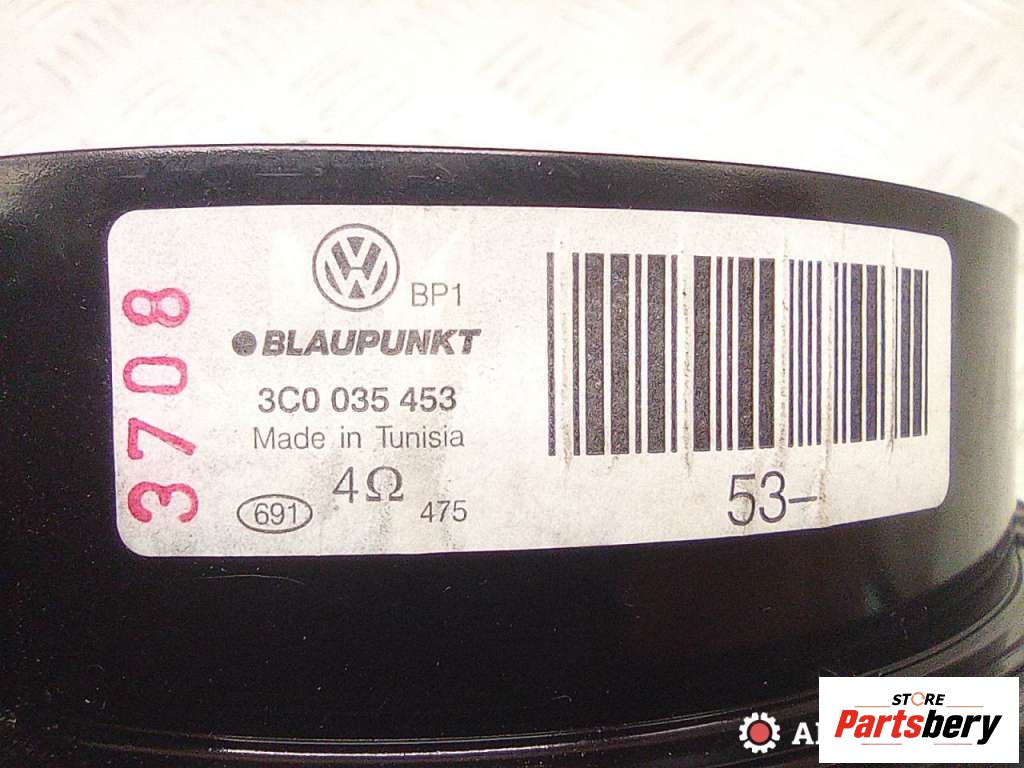 3708
BP1
BLAUPUNKT
3C0 035 453
Made in Tunisia
691
4Ω
475
53-
STORE
Partsbery